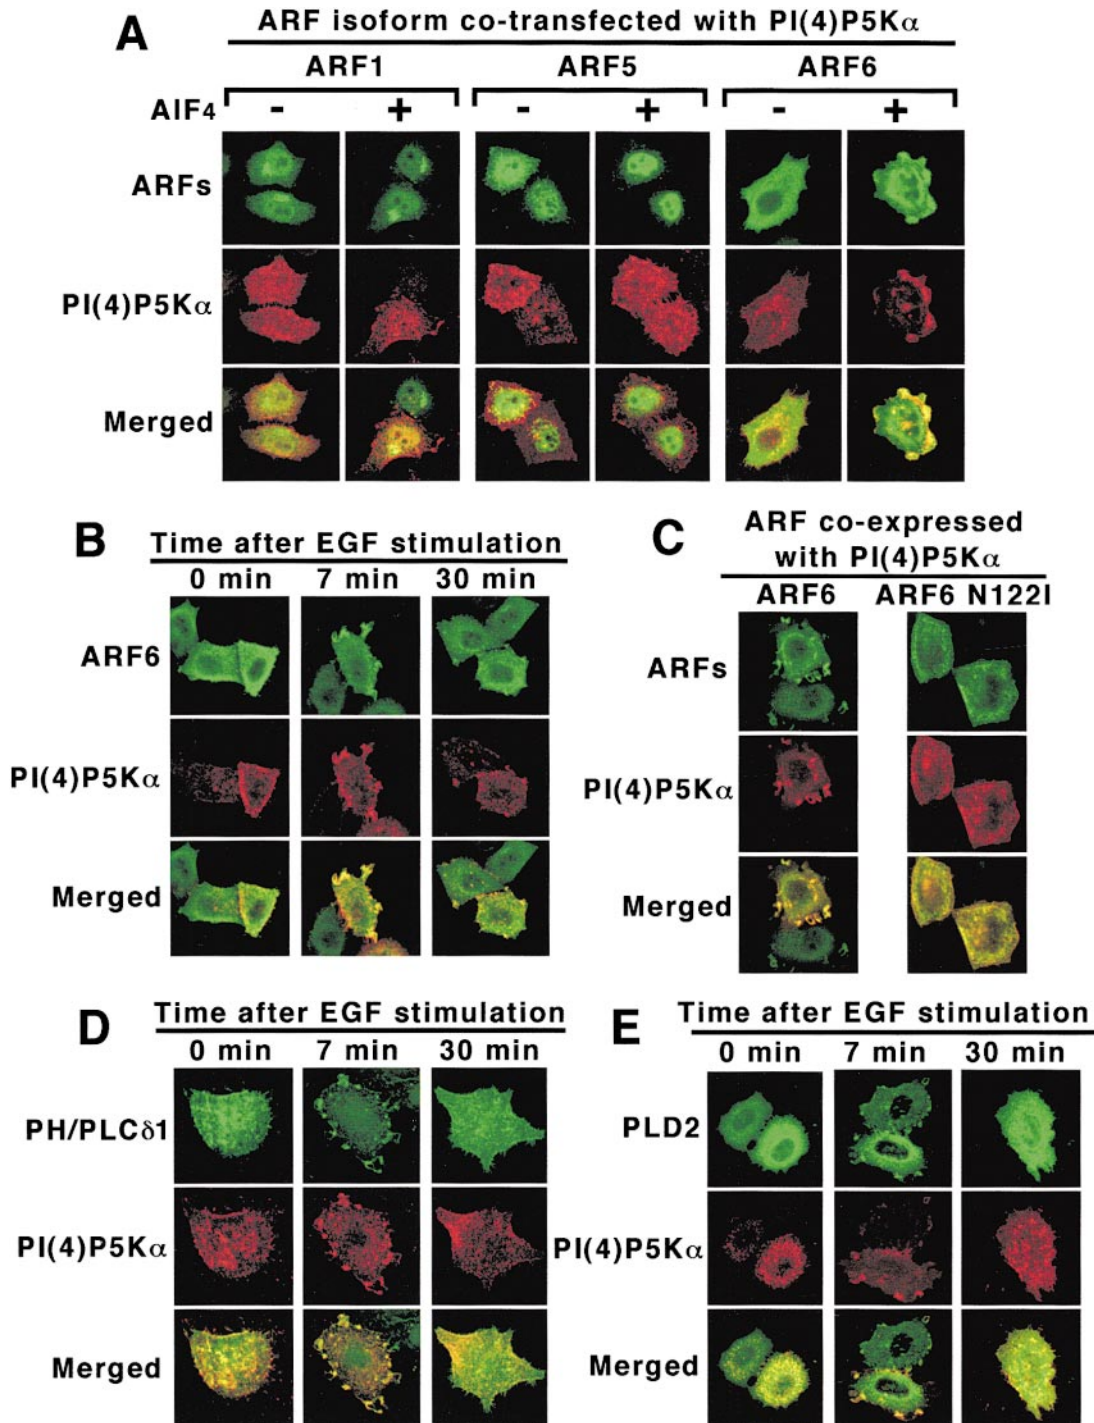 A
ARF isoform co-transfected with PI(4)P5Kα
ARF1 ARF5 ARF6
AlF4 - + - + - +
ARFs
PI(4)P5Kα
Merged
B
Time after EGF stimulation
0 min 7 min 30 min
ARF6
PI(4)P5Kα
Merged
C
ARF co-expressed
with PI(4)P5Kα
ARF6 ARF6 N122I
ARFs
PI(4)P5Kα
Merged
D
Time after EGF stimulation
0 min 7 min 30 min
PH/PLCδ1
PI(4)P5Kα
Merged
E
Time after EGF stimulation
0 min 7 min 30 min
PLD2
PI(4)P5Kα
Merged